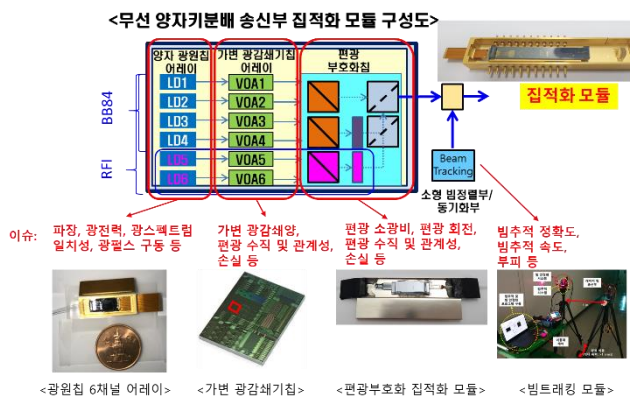 <무선 양자키분배 송신부 집적화 모듈 구성도>
양자 광원칩
어레이
가변 광감쇄기칩
어레이
편광
부호화칩
BB84
RFI
LD1
LD2
LD3
LD4
LD5
LD6
VOA1
VOA2
VOA3
VOA4
VOA5
VOA6
집적화 모듈
Beam
Tracking
소형 빔정렬부/
동기화부
이슈:
파장, 광전력, 광스펙트럼
일치성, 광펄스 구동 등
가변 광감쇄양,
편광 수직 및 관계성,
손실 등
편광 소광비, 편광 회전,
편광 수직 및 관계성,
손실 등
빔추적 정확도,
빔추적 속도,
부피 등
<광원칩 6채널 어레이>
<가변 광감쇄기칩>
<편광부호화 집적화 모듈>
<빔트래킹 모듈>